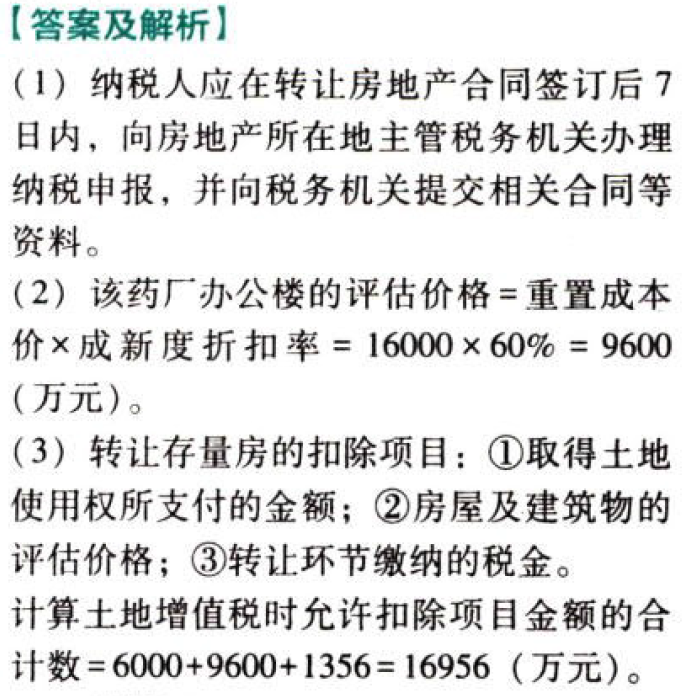 【答案及解析】
(1) 纳税人应在转让房地产合同签订后 7
日内，向房地产所在地主管税务机关办理
纳税申报，并向税务机关提交相关合同等
资料。
(2) 该药厂办公楼的评估价格=重置成本
价×成新度折扣率 = 16000 × 60% = 9600
(万元)。
(3) 转让存量房的扣除项目：①取得土地
使用权所支付的金额；②房屋及建筑物的
评估价格；③转让环节缴纳的税金。
计算土地增值税时允许扣除项目金额的合
计数=6000+9600+1356=16956 (万元)。